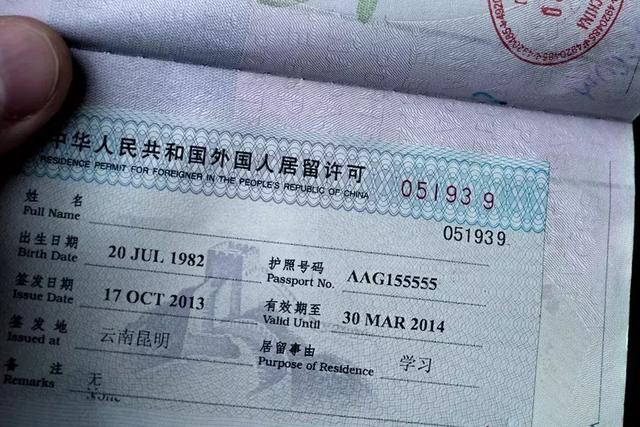 CHINA
中华人民共和国外国人居留许可
RESIDENCE PERMIT FOR FOREIGNER IN THE PEOPLE'S REPUBLIC OF CHINA
051939
051939
姓 名
Full Name
出生日期
Birth Date
20 JUL 1982
护照号码
Passport No.
AAG155555
签发日期
Issue Date
17 OCT 2013
有效期至
Valid Until
30 MAR 2014
签发地
Issued at
云南昆明
居留事由
Purpose of Residence
学习
备 注
Remarks
无